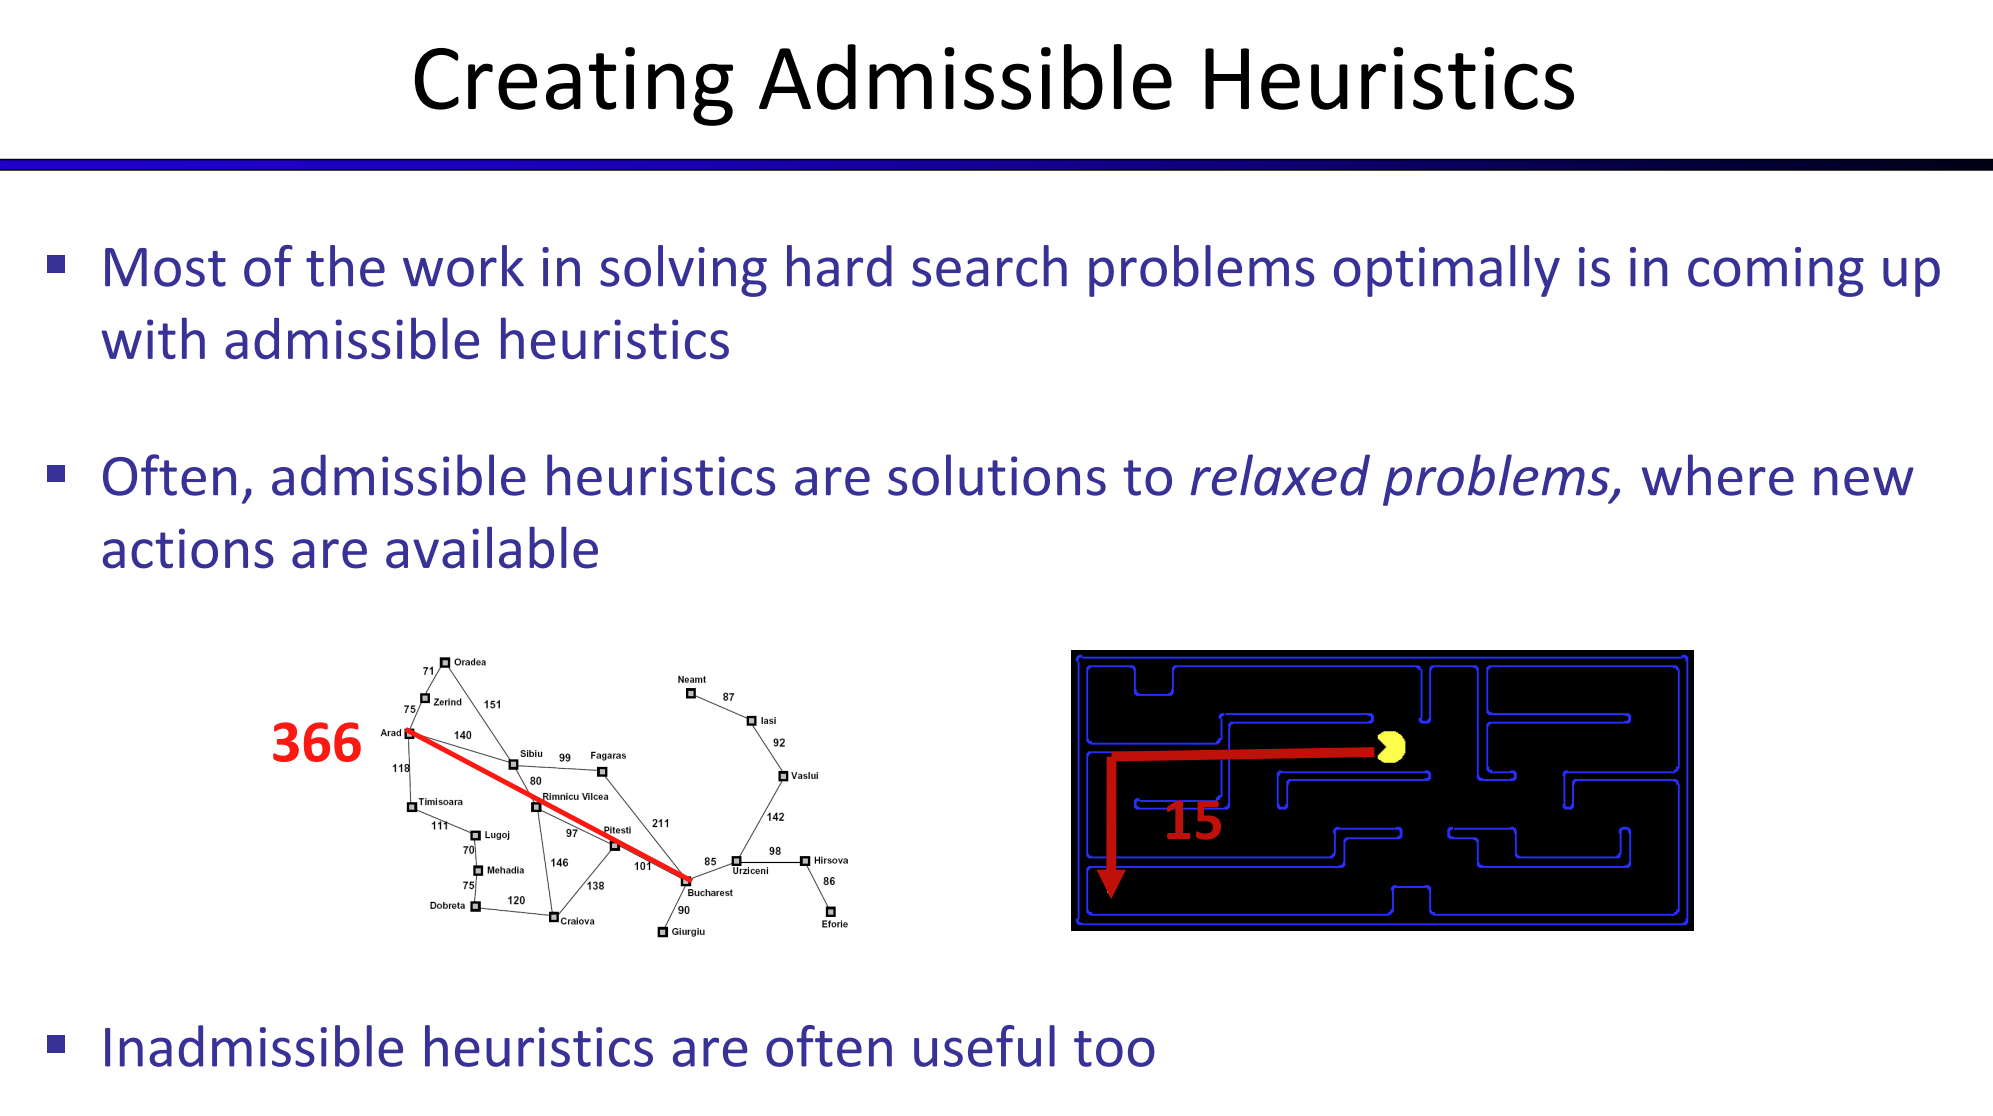 Creating Admissible Heuristics
▪ Most of the work in solving hard search problems optimally is in coming up
with admissible heuristics
▪ Often, admissible heuristics are solutions to relaxed problems, where new
actions are available
366
Oradea
71
Zerind
75
151
Arad
140
Sibiu
99
Fagaras
118
80
Timisoara
Rimnicu Vilcea
111
Lugoj
97
Pitesti
211
70
Mehadia
146
101
75
138
Dobreta
120
Craiova
Bucharest
90
Giurgiu
Neamt
87
Iasi
92
Vaslui
142
85
Urziceni
98
Hirsova
86
Eforie
15
▪ Inadmissible heuristics are often useful too